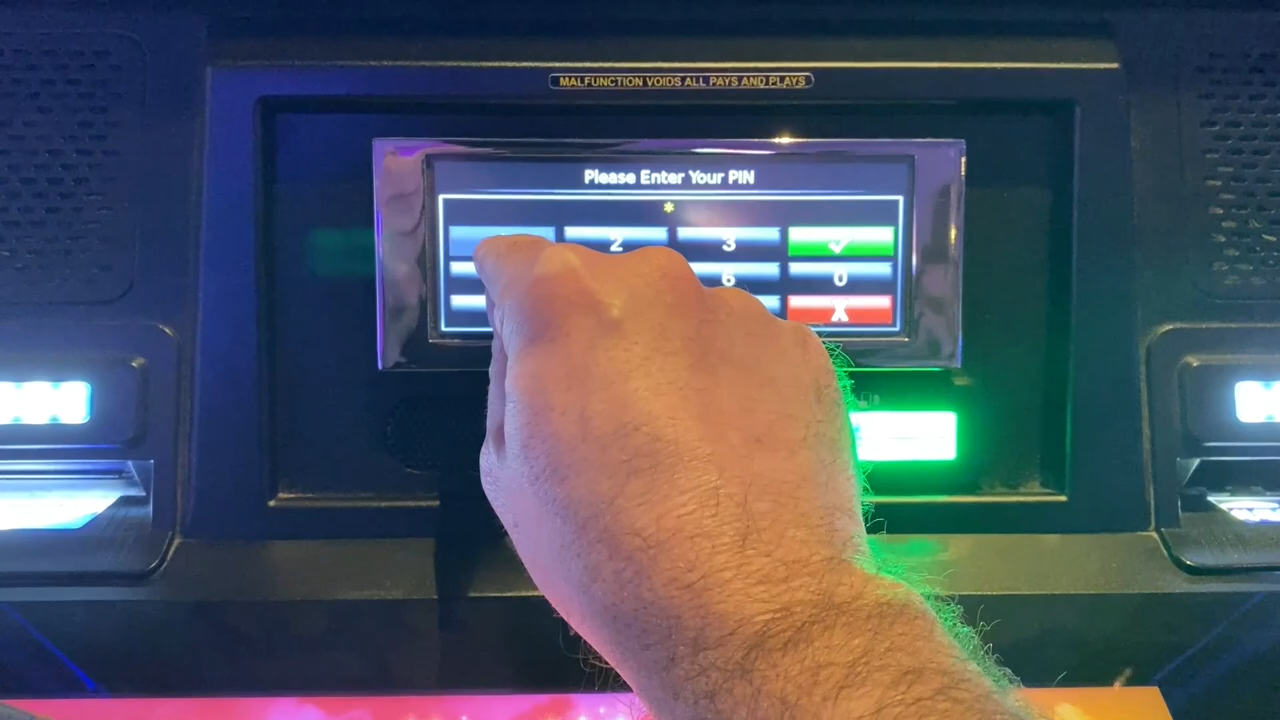 MALFUNCTION VOIDS ALL PAYS AND PLAYS
Please Enter Your PIN
*
2 3 ✓
6 0
X